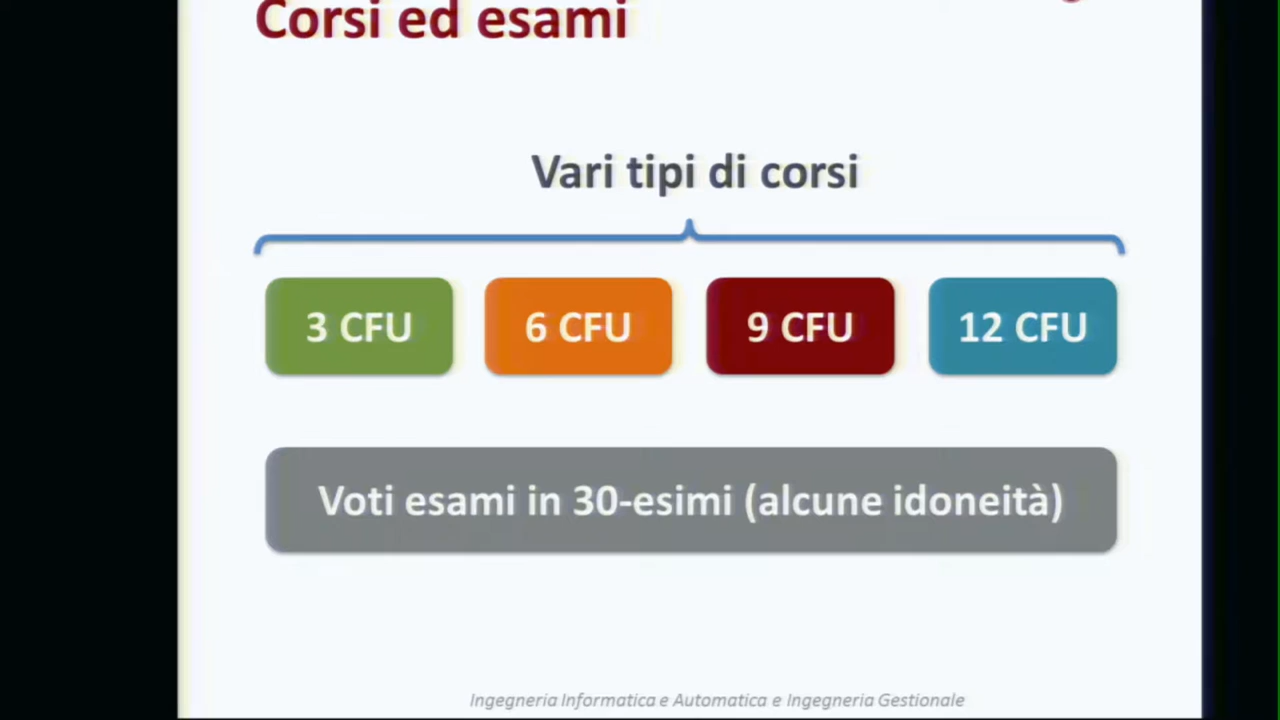 Corsi ed esami
Vari tipi di corsi
3 CFU
6 CFU
9 CFU
12 CFU
Voti esami in 30-esimi (alcune idoneità)
Ingegneria Informatica e Automatica e Ingegneria Gestionale